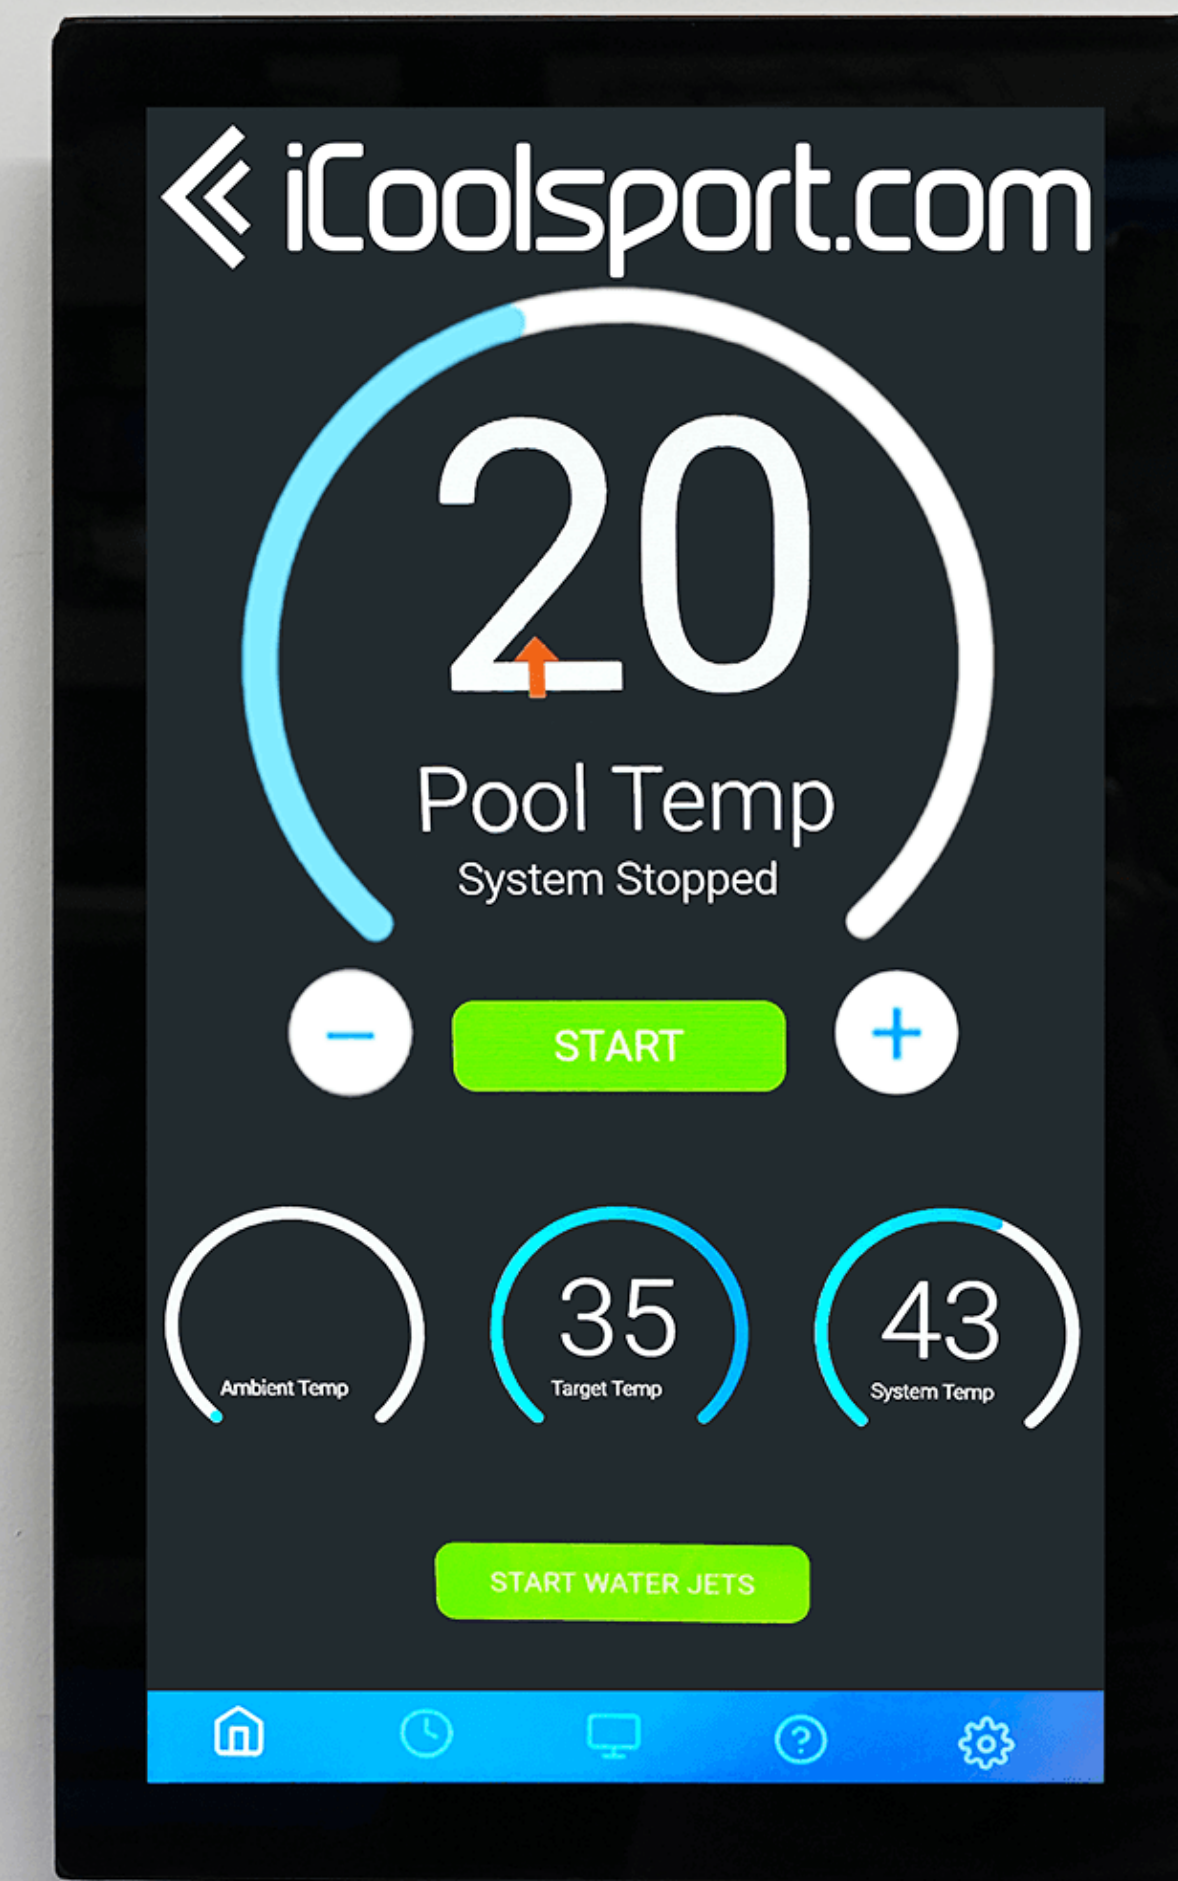 iCoolsport.com
20
Pool Temp
System Stopped
START
Ambient Temp
35
Target Temp
43
System Temp
START WATER JETS